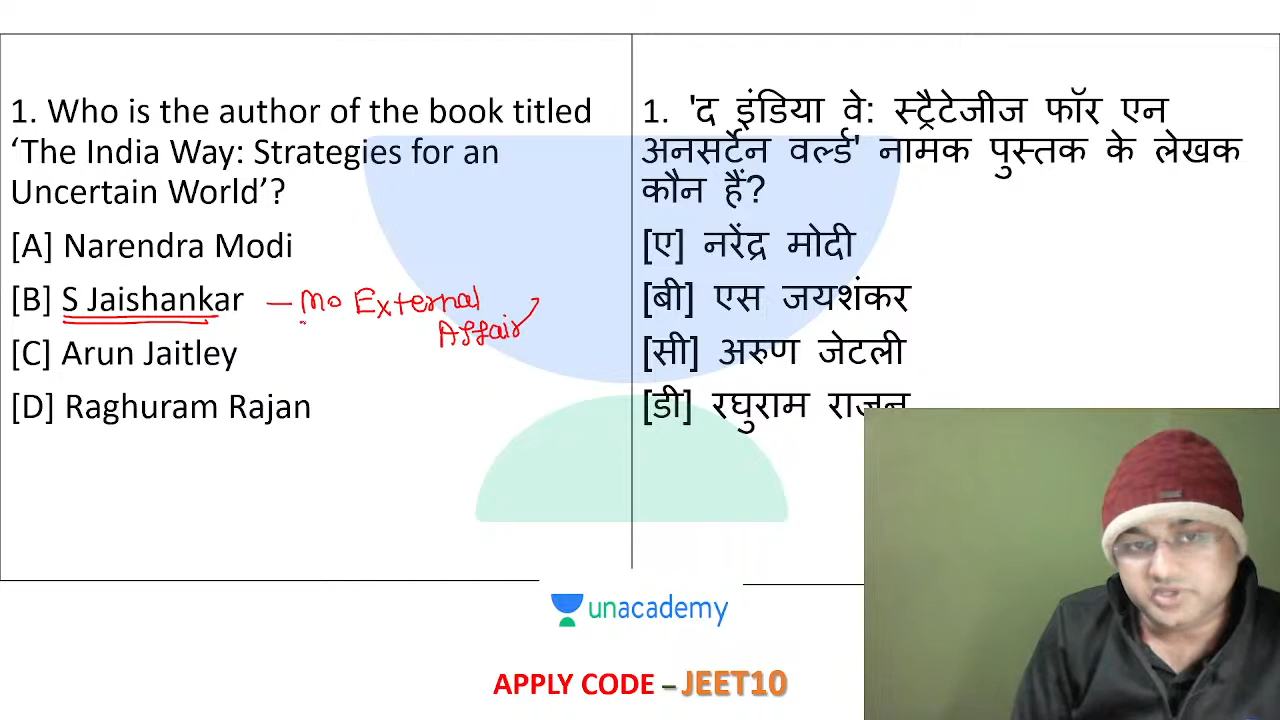 1. Who is the author of the book titled
‘The India Way: Strategies for an
Uncertain World’?
[A] Narendra Modi
[B] S Jaishankar – Mo External
Affair
[C] Arun Jaitley
[D] Raghuram Rajan
1. 'द इंडिया वे: स्ट्रैटेजीज फॉर एन
अनसर्टेन वर्ल्ड' नामक पुस्तक के लेखक
कौन हैं?
[ए] नरेंद्र मोदी
[बी] एस जयशंकर
[सी] अरुण जेटली
[डी] रघुराम राजन
unacademy
APPLY CODE – JEET10